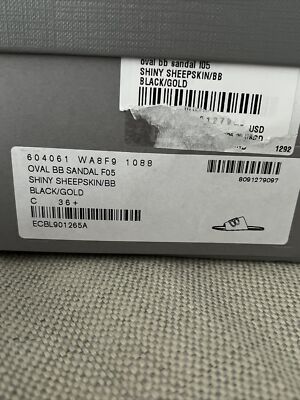 oval bb sandal f05
SHINY SHEEPSKIN/BB
BLACK/GOLD
USD
1292
604061 WA8F9 1088
OVAL BB SANDAL F05
SHINY SHEEPSKIN/BB
BLACK/GOLD
C 36+
8091279097
ECBL901265A